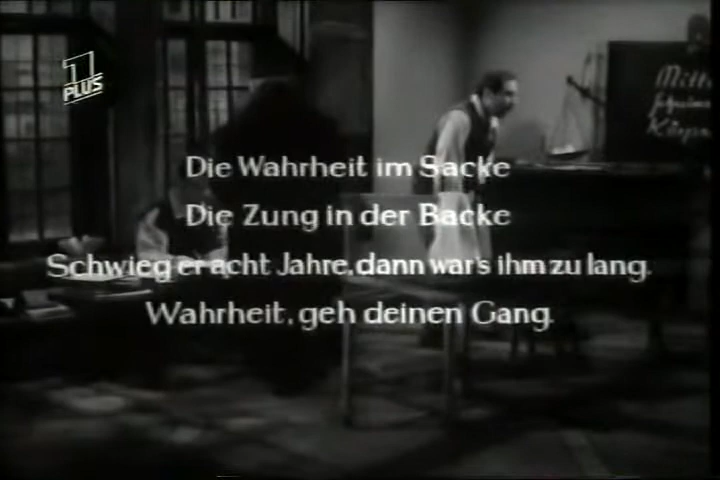 1
PLUS
Mitt
Die Wahrheit im Sacke
Die Zung in der Backe
Schwieg er acht Jahre, dann war's ihm zu lang.
Wahrheit, geh deinen Gang.